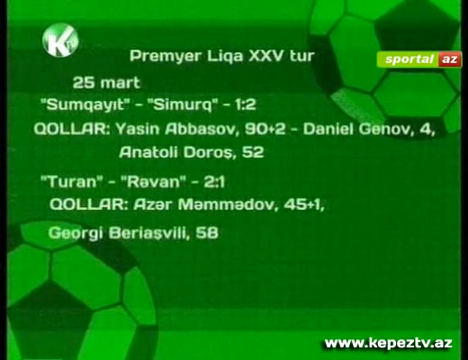 K
tv
Premyer Liqa XXV tur
sportal az
25 mart
"Sumqayıt" - "Simurq" - 1:2
QOLLAR: Yasin Abbasov, 90+2 - Daniel Genov, 4,
Anatoli Doroş, 52
"Turan" - "Rəvan" - 2:1
QOLLAR: Azər Məmmədov, 45+1,
Georgi Beriaşvili, 58
www.kepeztv.az